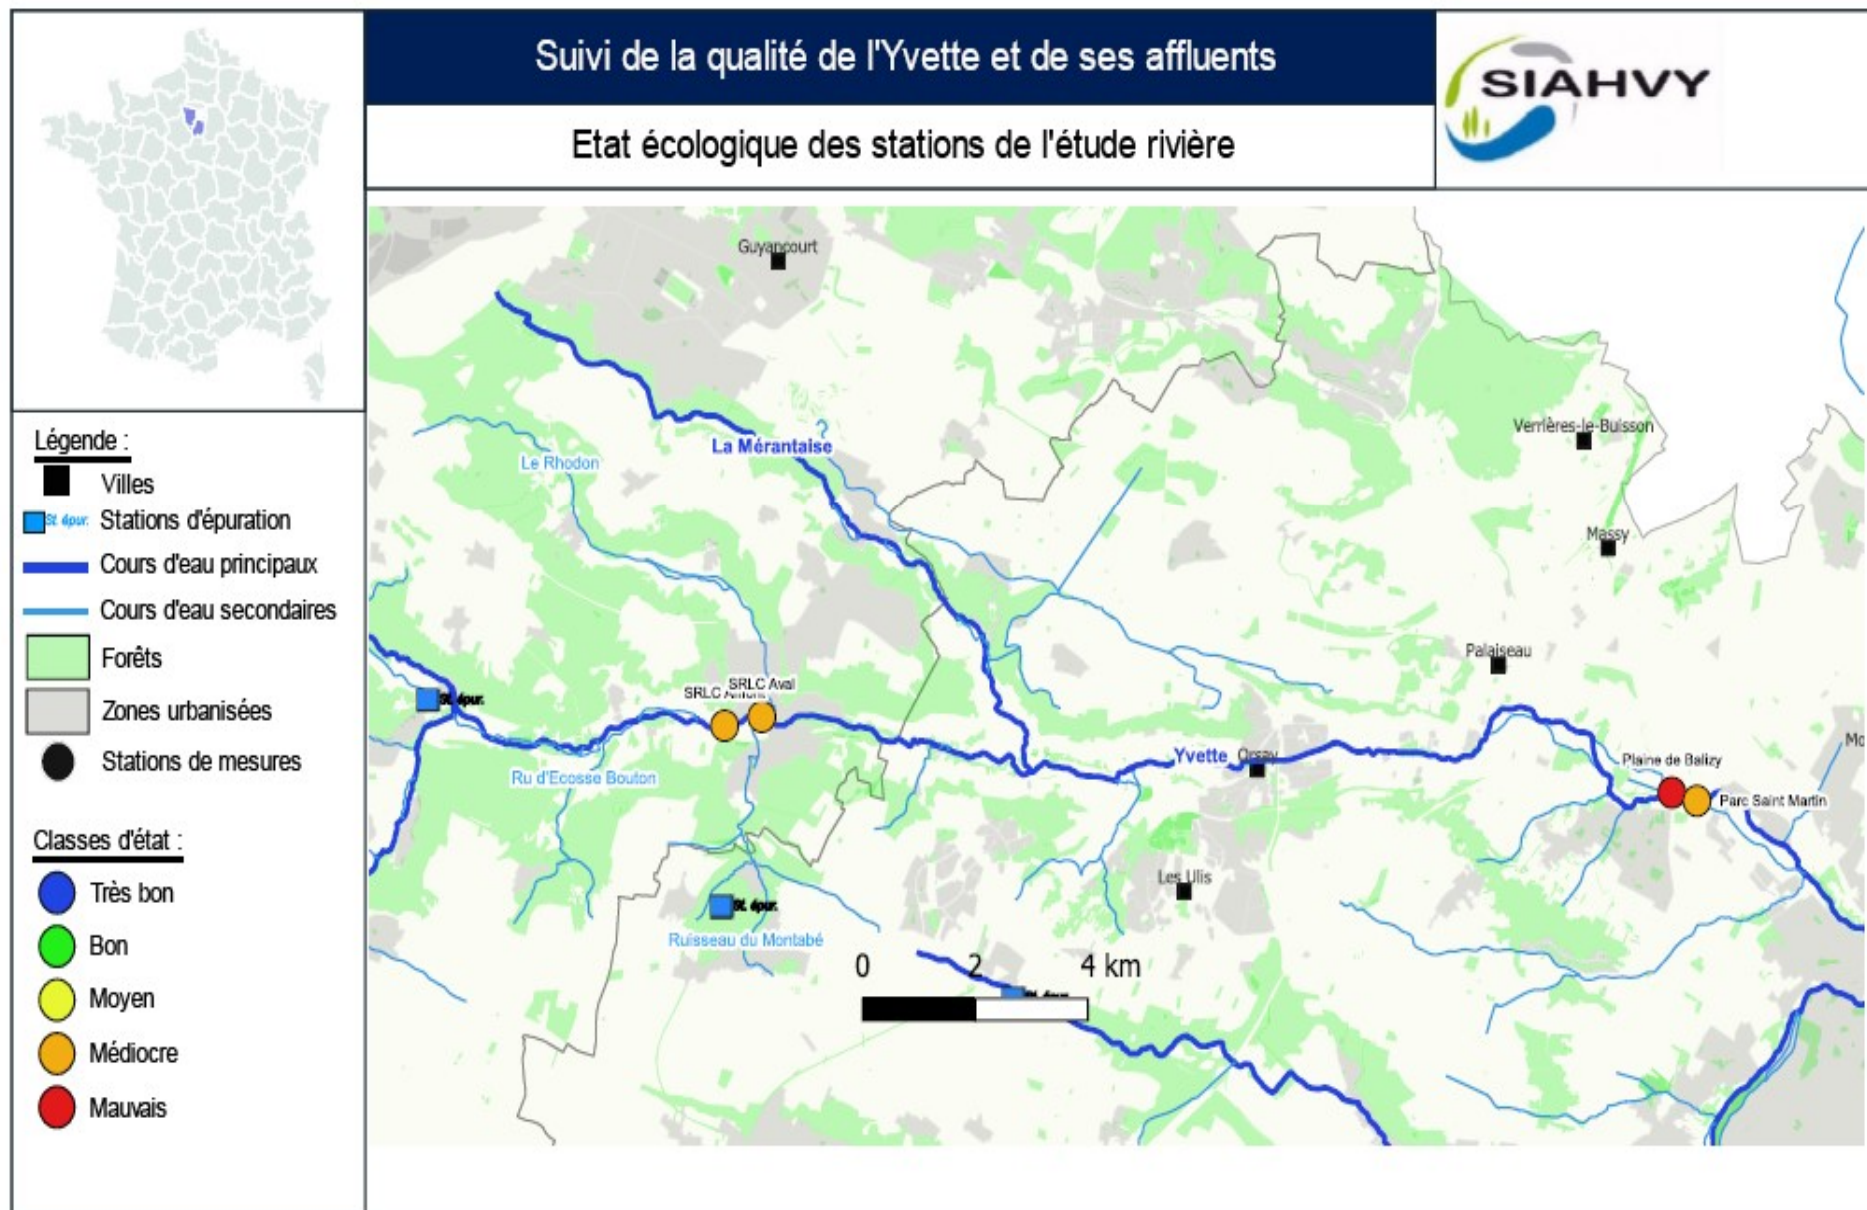 Suivi de la qualité de l'Yvette et de ses affluents
Etat écologique des stations de l'étude rivière
SIAHVY
Légende :
Villes
St. épur.
Stations d'épuration
Cours d'eau principaux
Cours d'eau secondaires
Forêts
Zones urbanisées
Stations de mesures
Classes d'état :
Très bon
Bon
Moyen
Médiocre
Mauvais
Guyancourt
Verrières-le-Buisson
La Mérantaise
Le Rhodon
Massy
Palaiseau
SRLC Aval
SRLC
St. épur.
Mo
Yvette
Orsay
Plaine de Balizy
Ru d'Ecosse Bouton
Parc Saint Martin
Les Ulis
St. épur.
Ruisseau du Montabé
0 2 4 km